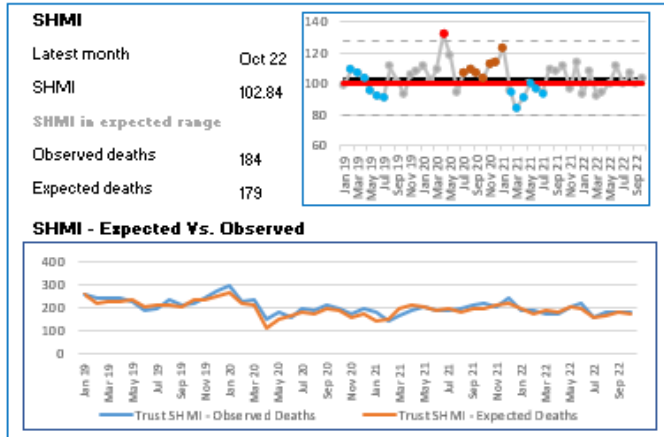 SHMI
Latest month Oct 22
SHMI 102.84
SHMI in expected range
Observed deaths 184
Expected deaths 179
140
120
100
80
60
Jan 19 Mar 19 May 19 Jul 19 Sep 19 Nov 19 Jan 20 Mar 20 May 20 Jul 20 Sep 20 Nov 20 Jan 21 Mar 21 May 21 Jul 21 Sep 21 Nov 21 Jan 22 Mar 22 May 22 Jul 22 Sep 22
SHMI - Expected Vs. Observed
400
300
200
100
0
Jan 19 Mar 19 May 19 Jul 19 Sep 19 Nov 19 Jan 20 Mar 20 May 20 Jul 20 Sep 20 Nov 20 Jan 21 Mar 21 May 21 Jul 21 Sep 21 Nov 21 Jan 22 Mar 22 May 22 Jul 22 Sep 22
Trust SHMI - Observed Deaths Trust SHMI - Expected Deaths